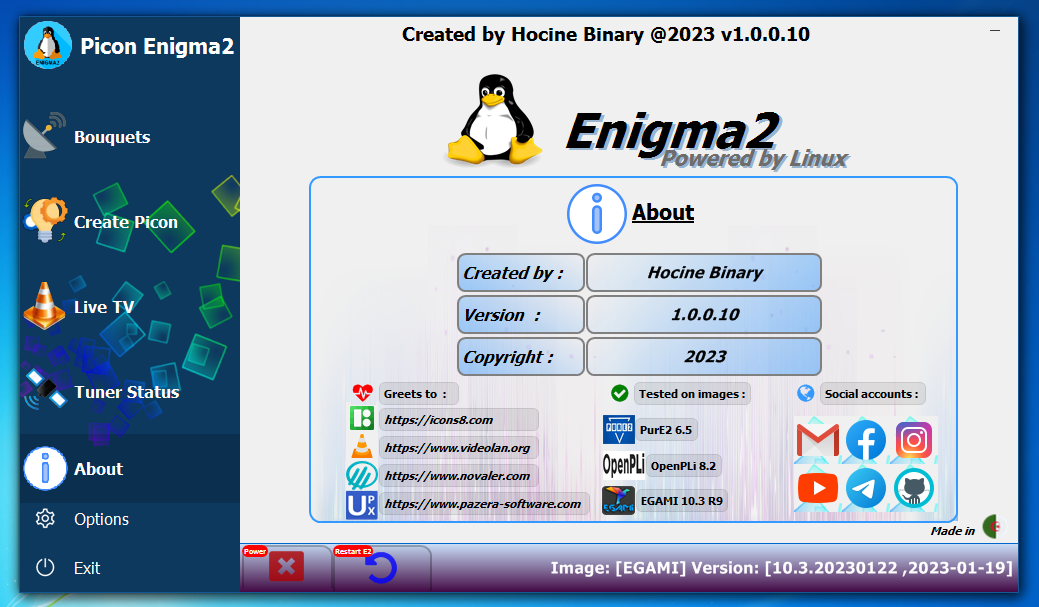 Picon Enigma2
ENIGMA2
Bouquets
Create Picon
Live TV
Tuner Status
About
Options
Exit
Created by Hocine Binary @2023 v1.0.0.10
Enigma2
Powered by Linux
About
Created by : Hocine Binary
Version : 1.0.0.10
Copyright : 2023
Greets to :
https://icons8.com
https://www.videolan.org
https://www.novaler.com
UPX https://www.pazera-software.com
Tested on images :
PurE2 6.5
OpenPLi OpenPLi 8.2
EGAMI EGAMI 10.3 R9
Social accounts :
Made in
Power
Restart E2
Image: [EGAMI] Version: [10.3.20230122 ,2023-01-19]